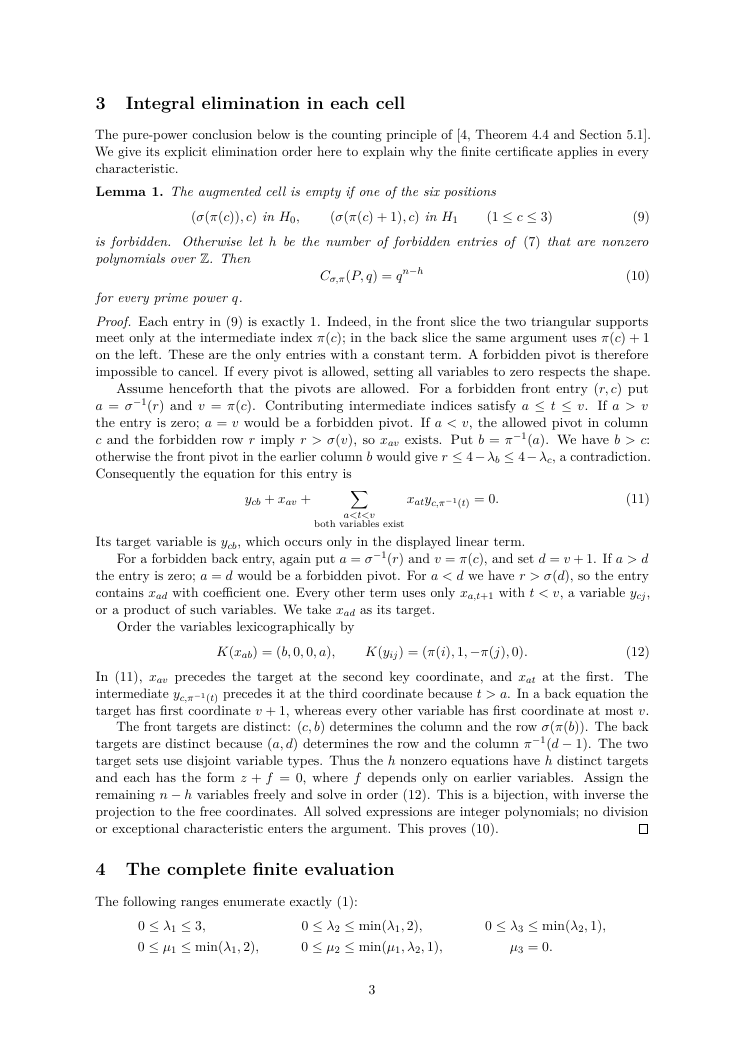 3 Integral elimination in each cell
The pure-power conclusion below is the counting principle of [4, Theorem 4.4 and Section 5.1].
We give its explicit elimination order here to explain why the finite certificate applies in every
characteristic.
Lemma 1. The augmented cell is empty if one of the six positions
(σ(π(c)), c) in H₀, (σ(π(c) + 1), c) in H₁ (1 ≤ c ≤ 3) (9)
is forbidden. Otherwise let h be the number of forbidden entries of (7) that are nonzero
polynomials over ℤ. Then
C_{σ,π}(P, q) = q^{n−h} (10)
for every prime power q.
Proof. Each entry in (9) is exactly 1. Indeed, in the front slice the two triangular supports
meet only at the intermediate index π(c); in the back slice the same argument uses π(c) + 1
on the left. These are the only entries with a constant term. A forbidden pivot is therefore
impossible to cancel. If every pivot is allowed, setting all variables to zero respects the shape.
Assume henceforth that the pivots are allowed. For a forbidden front entry (r, c) put
a = σ⁻¹(r) and v = π(c). Contributing intermediate indices satisfy a ≤ t ≤ v. If a > v
the entry is zero; a = v would be a forbidden pivot. If a < v, the allowed pivot in column
c and the forbidden row r imply r > σ(v), so x_{av} exists. Put b = π⁻¹(a). We have b > c:
otherwise the front pivot in the earlier column b would give r ≤ 4 − λ_b ≤ 4 − λ_c, a contradiction.
Consequently the equation for this entry is
y_{cb} + x_{av} + ∑_{a<t<v both variables exist} x_{at}y_{c,π⁻¹(t)} = 0. (11)
Its target variable is y_{cb}, which occurs only in the displayed linear term.
For a forbidden back entry, again put a = σ⁻¹(r) and v = π(c), and set d = v + 1. If a > d
the entry is zero; a = d would be a forbidden pivot. For a < d we have r > σ(d), so the entry
contains x_{ad} with coefficient one. Every other term uses only x_{a,t+1} with t < v, a variable y_{cj},
or a product of such variables. We take x_{ad} as its target.
Order the variables lexicographically by
K(x_{ab}) = (b, 0, 0, a), K(y_{ij}) = (π(i), 1, −π(j), 0). (12)
In (11), x_{av} precedes the target at the second key coordinate, and x_{at} at the first. The
intermediate y_{c,π⁻¹(t)} precedes it at the third coordinate because t > a. In a back equation the
target has first coordinate v + 1, whereas every other variable has first coordinate at most v.
The front targets are distinct: (c, b) determines the column and the row σ(π(b)). The back
targets are distinct because (a, d) determines the row and the column π⁻¹(d − 1). The two
target sets use disjoint variable types. Thus the h nonzero equations have h distinct targets
and each has the form z + f = 0, where f depends only on earlier variables. Assign the
remaining n − h variables freely and solve in order (12). This is a bijection, with inverse the
projection to the free coordinates. All solved expressions are integer polynomials; no division
or exceptional characteristic enters the argument. This proves (10). □
4 The complete finite evaluation
The following ranges enumerate exactly (1):
0 ≤ λ₁ ≤ 3, 0 ≤ λ₂ ≤ min(λ₁, 2), 0 ≤ λ₃ ≤ min(λ₂, 1),
0 ≤ μ₁ ≤ min(λ₁, 2), 0 ≤ μ₂ ≤ min(μ₁, λ₂, 1), μ₃ = 0.
3